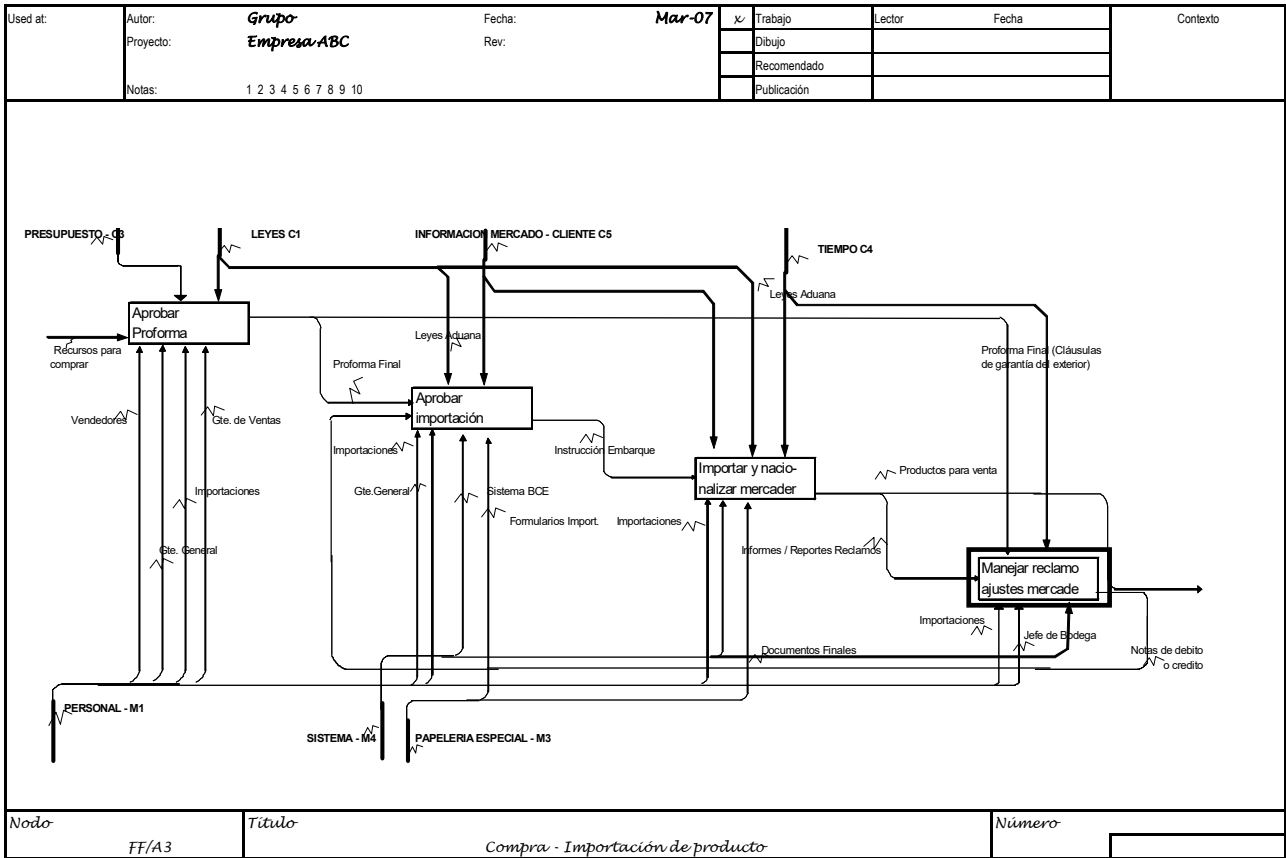 Used at:
Autor: Grupo Fecha: Mar-07 x Trabajo Lector Fecha Contexto
Proyecto: Empresa ABC Rev: Dibujo
Recomendado
Notas: 1 2 3 4 5 6 7 8 9 10 Publicación
PRESUPUESTO - C3
LEYES C1
INFORMACION MERCADO - CLIENTE C5
TIEMPO C4
Leyes Aduana
Aprobar
Proforma
Recursos para
comprar
Leyes Aduana
Proforma Final
Proforma Final (Cláusulas
de garantía del exterior)
Aprobar
importación
Vendedores
Gte. de Ventas
Importaciones
Instrucción Embarque
Importar y nacio-
nalizar mercader
Productos para venta
Importaciones
Gte.General
Sistema BCE
Formularios Import.
Importaciones
Gte. General
Informes / Reportes Reclamos
Manejar reclamo
ajustes mercade
Importaciones
Jefe de Bodega
Documentos Finales
Notas de debito
o credito
PERSONAL - M1
SISTEMA - M4
PAPELERIA ESPECIAL - M3
Nodo Título Número
FF/A3 Compra - Importación de producto